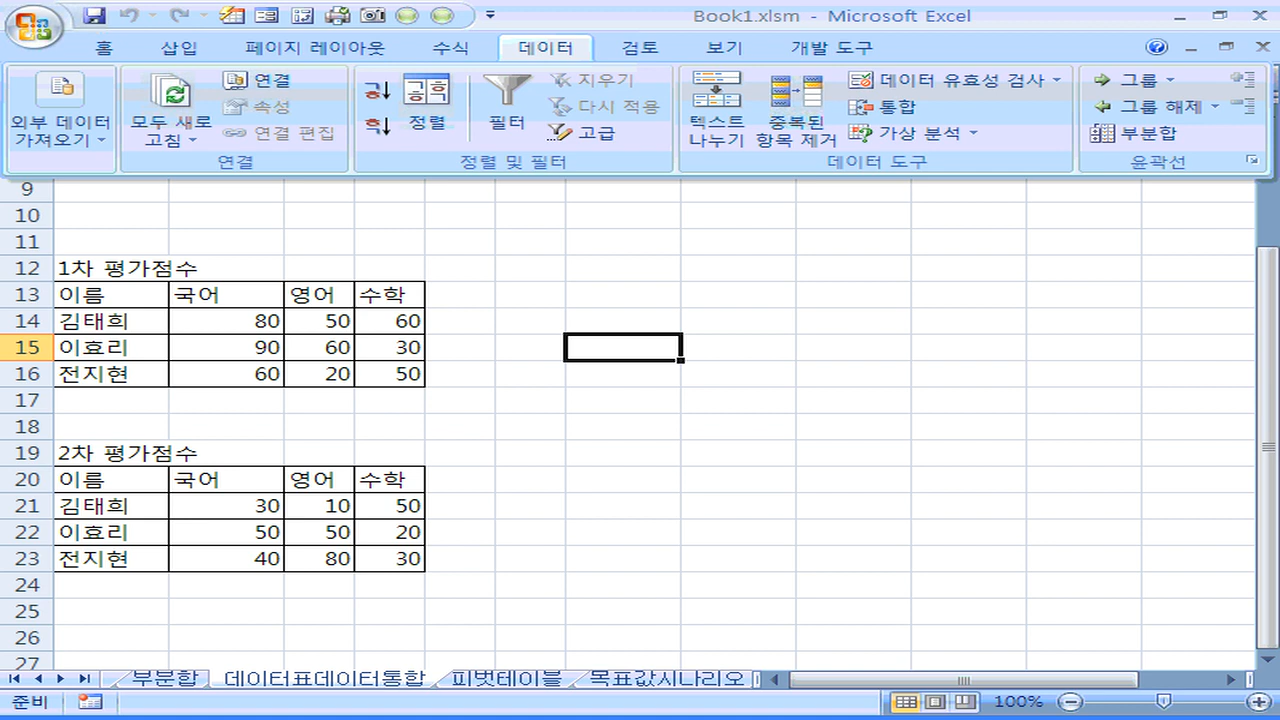 Book1.xlsm - Microsoft Excel
홈 삽입 페이지 레이아웃 수식 데이터 검토 보기 개발 도구
외부 데이터 가져오기
모두 새로 고침
연결
속성
연결 편집
연결
공
흑
공흑
정렬
필터
지우기
다시 적용
고급
정렬 및 필터
텍스트 나누기
중복된 항목 제거
데이터 유효성 검사
통합
가상 분석
데이터 도구
그룹
그룹 해제
부분합
윤곽선
9
10
11
12 1차 평가점수
13 이름 국어 영어 수학
14 김태희 80 50 60
15 이효리 90 60 30
16 전지현 60 20 50
17
18
19 2차 평가점수
20 이름 국어 영어 수학
21 김태희 30 10 50
22 이효리 50 50 20
23 전지현 40 80 30
24
25
26
27
부분합 데이터표데이터통합 피벗테이블 목표값시나리오
준비 100%